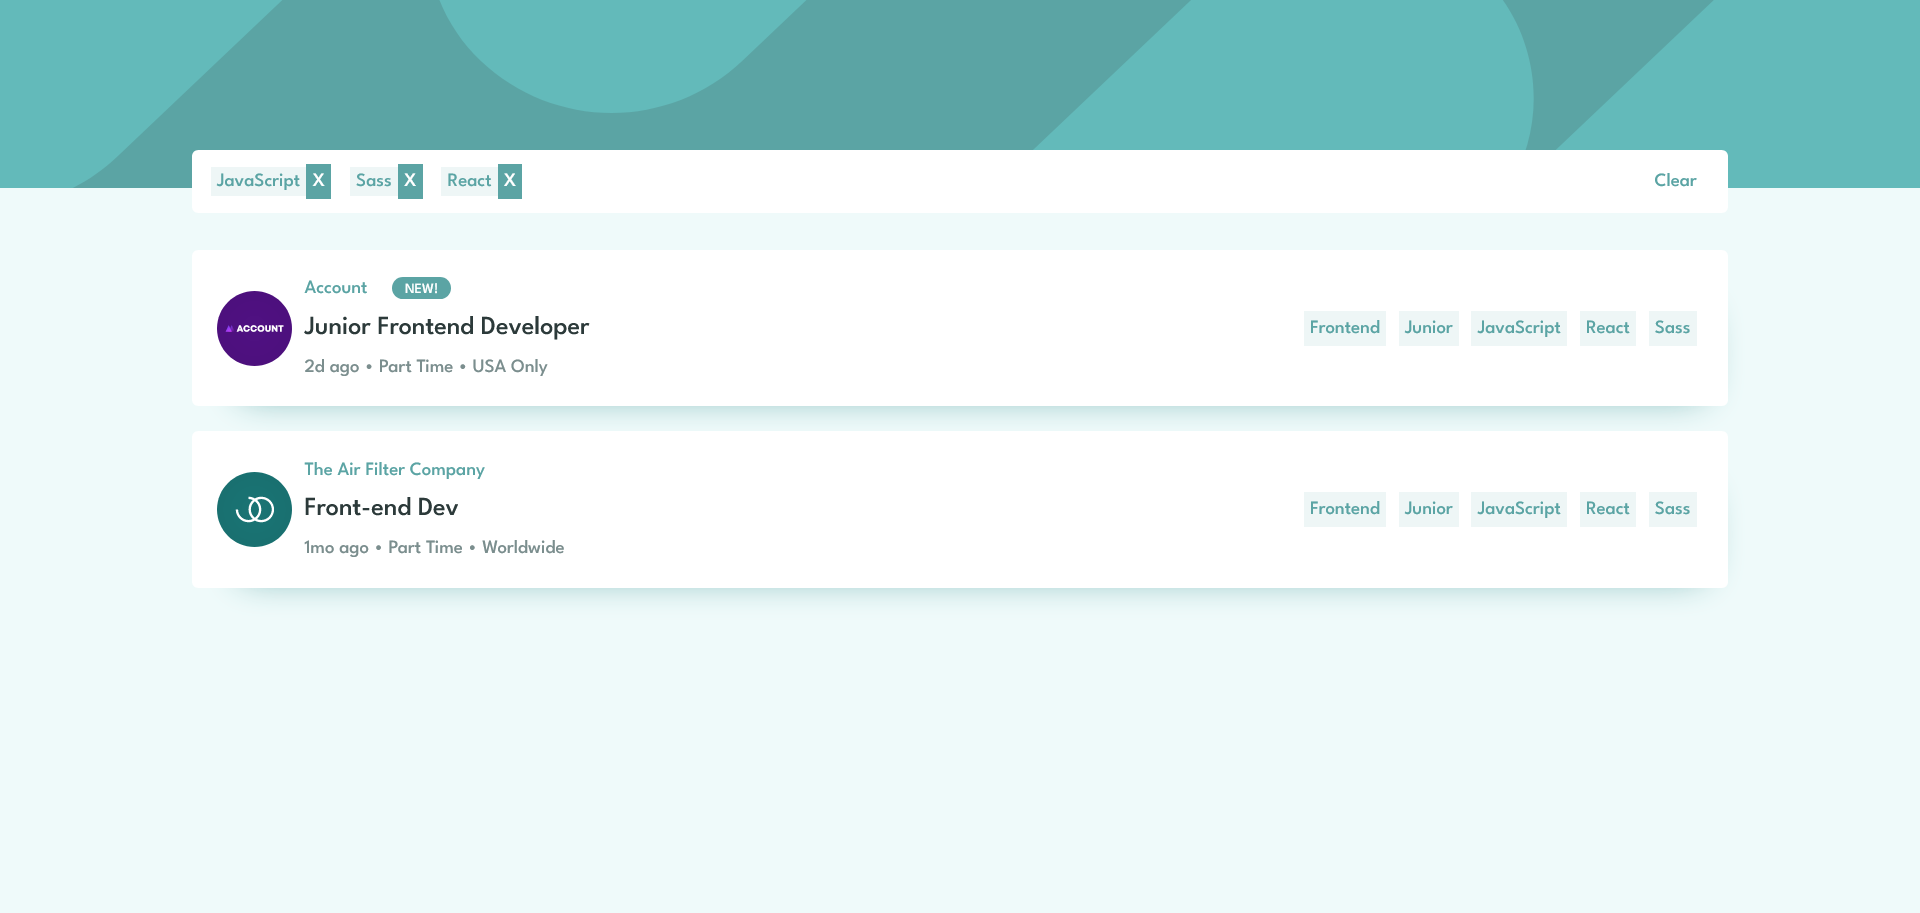 JavaScript X Sass X React X Clear
Account NEW!
ACCOUNT
Junior Frontend Developer
2d ago • Part Time • USA Only
Frontend Junior JavaScript React Sass
The Air Filter Company
Front-end Dev
1mo ago • Part Time • Worldwide
Frontend Junior JavaScript React Sass